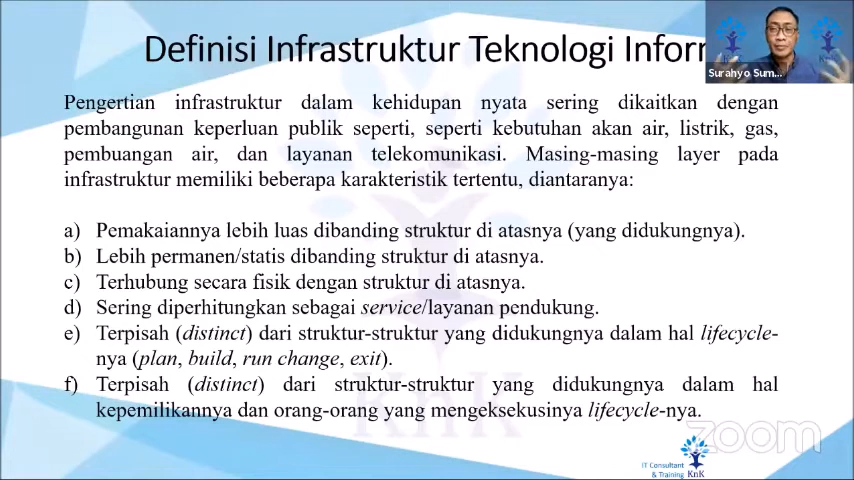 Definisi Infrastruktur Teknologi Inform
Surahyo Sum...
Pengertian infrastruktur dalam kehidupan nyata sering dikaitkan dengan
pembangunan keperluan publik seperti, seperti kebutuhan akan air, listrik, gas,
pembuangan air, dan layanan telekomunikasi. Masing-masing layer pada
infrastruktur memiliki beberapa karakteristik tertentu, diantaranya:
a) Pemakaiannya lebih luas dibanding struktur di atasnya (yang didukungnya).
b) Lebih permanen/statis dibanding struktur di atasnya.
c) Terhubung secara fisik dengan struktur di atasnya.
d) Sering diperhitungkan sebagai service/layanan pendukung.
e) Terpisah (distinct) dari struktur-struktur yang didukungnya dalam hal lifecycle-
nya (plan, build, run change, exit).
f) Terpisah (distinct) dari struktur-struktur yang didukungnya dalam hal
kepemilikannya dan orang-orang yang mengeksekusinya lifecycle-nya.
KnK
zoom
IT Consultant
& Training KnK